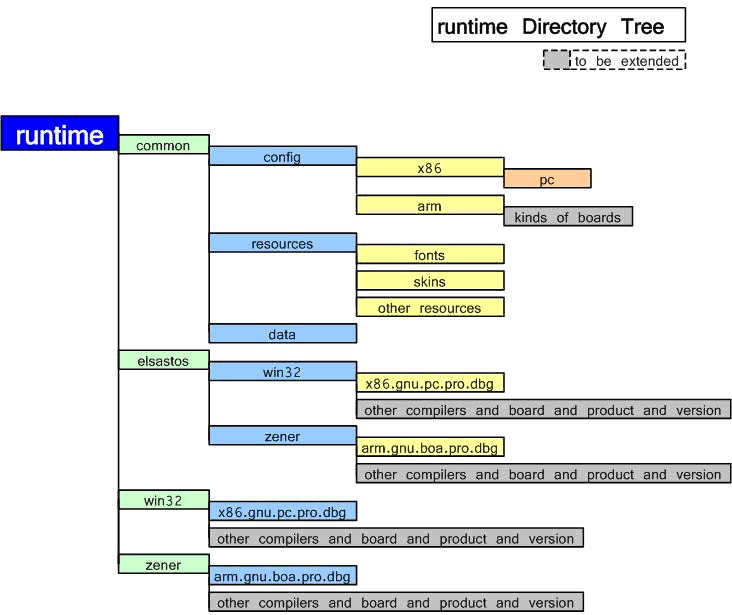 runtime Directory Tree
to be extended
runtime
common
config
x86
pc
arm
kinds of boards
resources
fonts
skins
other resources
data
elsastos
win32
x86.gnu.pc.pro.dbg
other compilers and board and product and version
zener
arm.gnu.boa.pro.dbg
other compilers and board and product and version
win32
x86.gnu.pc.pro.dbg
other compilers and board and product and version
zener
arm.gnu.boa.pro.dbg
other compilers and board and product and version